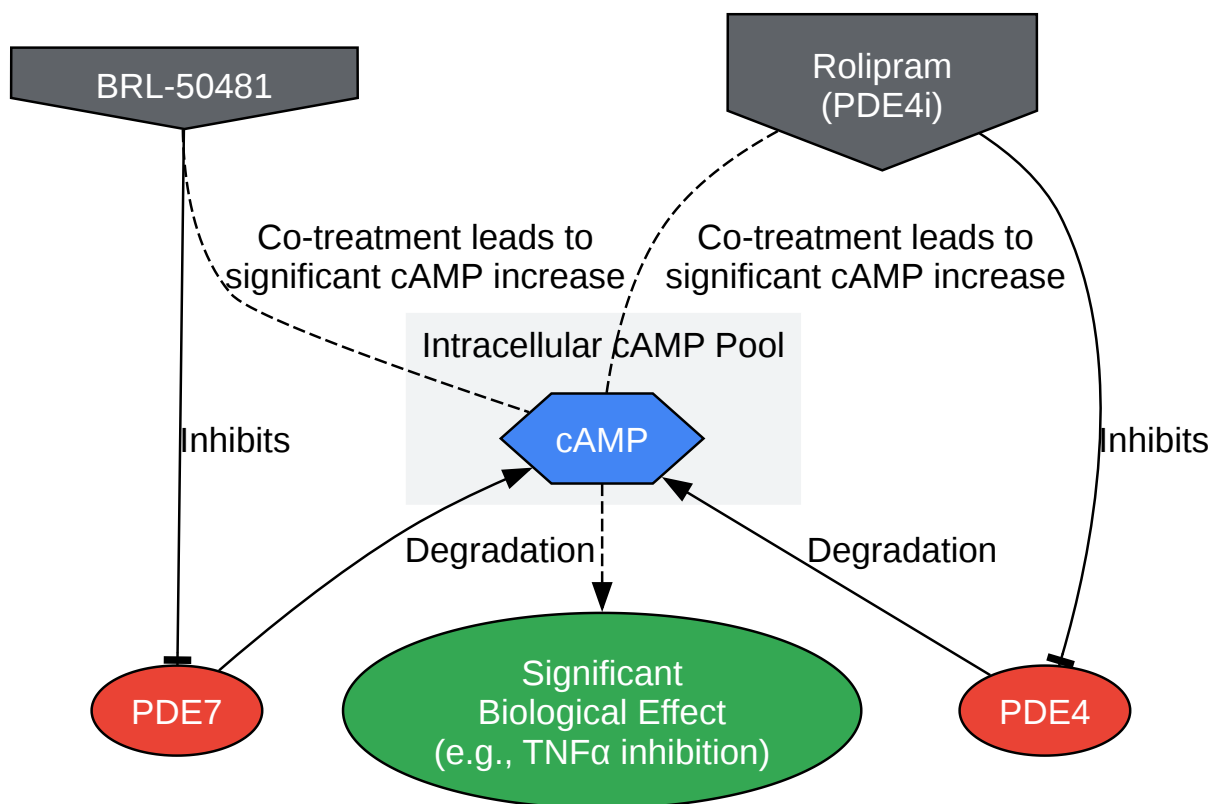 BRL-50481
Rolipram
(PDE4i)
Co-treatment leads to
significant cAMP increase
Co-treatment leads to
significant cAMP increase
Intracellular cAMP Pool
cAMP
Inhibits
Inhibits
Degradation
Degradation
PDE7
Significant
Biological Effect
(e.g., TNFα inhibition)
PDE4